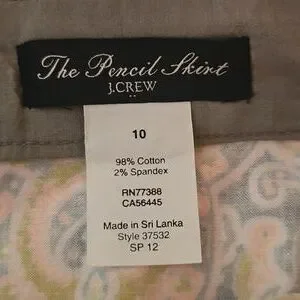 The Pencil Skirt
J.CREW
10
98% Cotton
2% Spandex
RN77388
CA56445
Made in Sri Lanka
Style 37532
SP 12